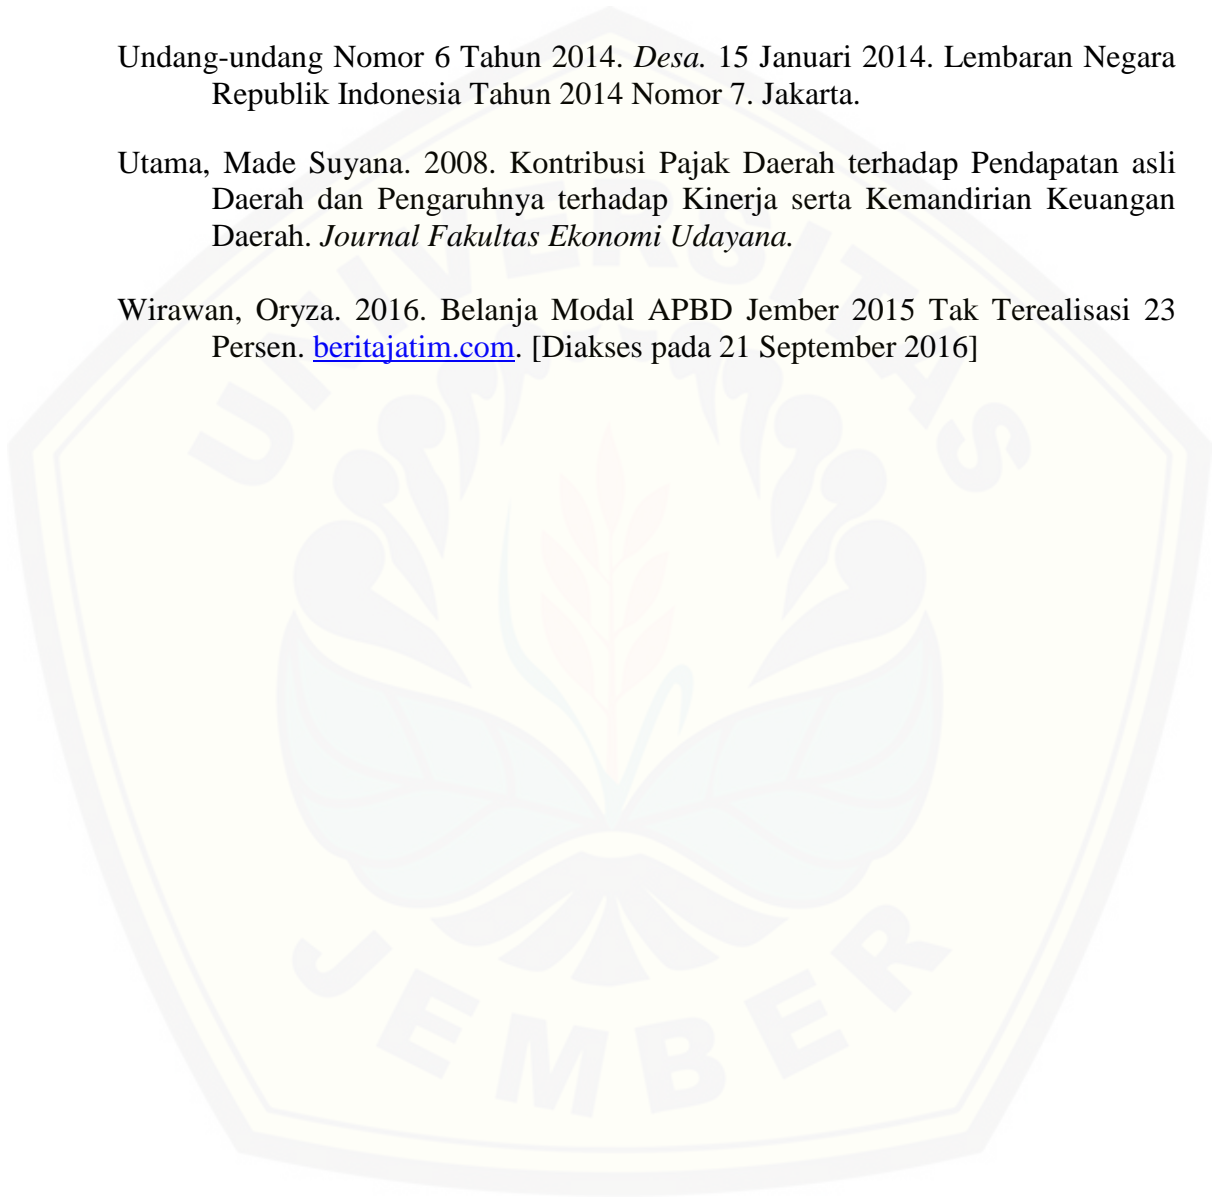 Undang-undang Nomor 6 Tahun 2014. Desa. 15 Januari 2014. Lembaran Negara
Republik Indonesia Tahun 2014 Nomor 7. Jakarta.
Utama, Made Suyana. 2008. Kontribusi Pajak Daerah terhadap Pendapatan asli
Daerah dan Pengaruhnya terhadap Kinerja serta Kemandirian Keuangan
Daerah. Journal Fakultas Ekonomi Udayana.
Wirawan, Oryza. 2016. Belanja Modal APBD Jember 2015 Tak Terealisasi 23
Persen. beritajatim.com. [Diakses pada 21 September 2016]
UNIVERSITAS
JEMBER